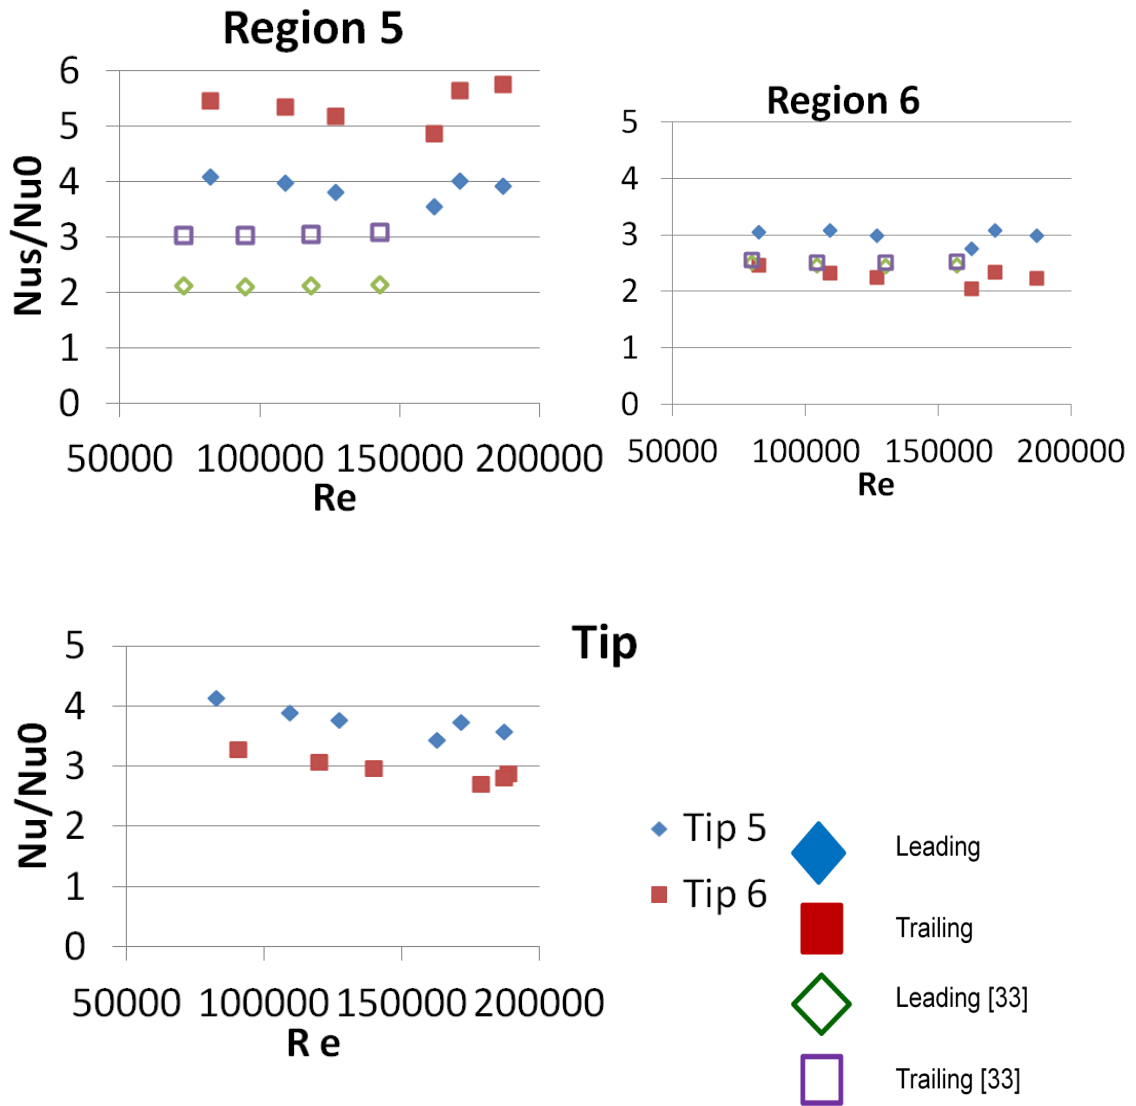 Region 5
6
5
4
3
2
1
0
Nus/Nu0
50000 100000 150000 200000
Re
Region 6
5
4
3
2
1
0
50000 100000 150000 200000
Re
Tip
5
4
3
2
1
0
Nu/Nu0
50000 100000 150000 200000
R e
Tip 5
Tip 6
Leading
Trailing
Leading [33]
Trailing [33]